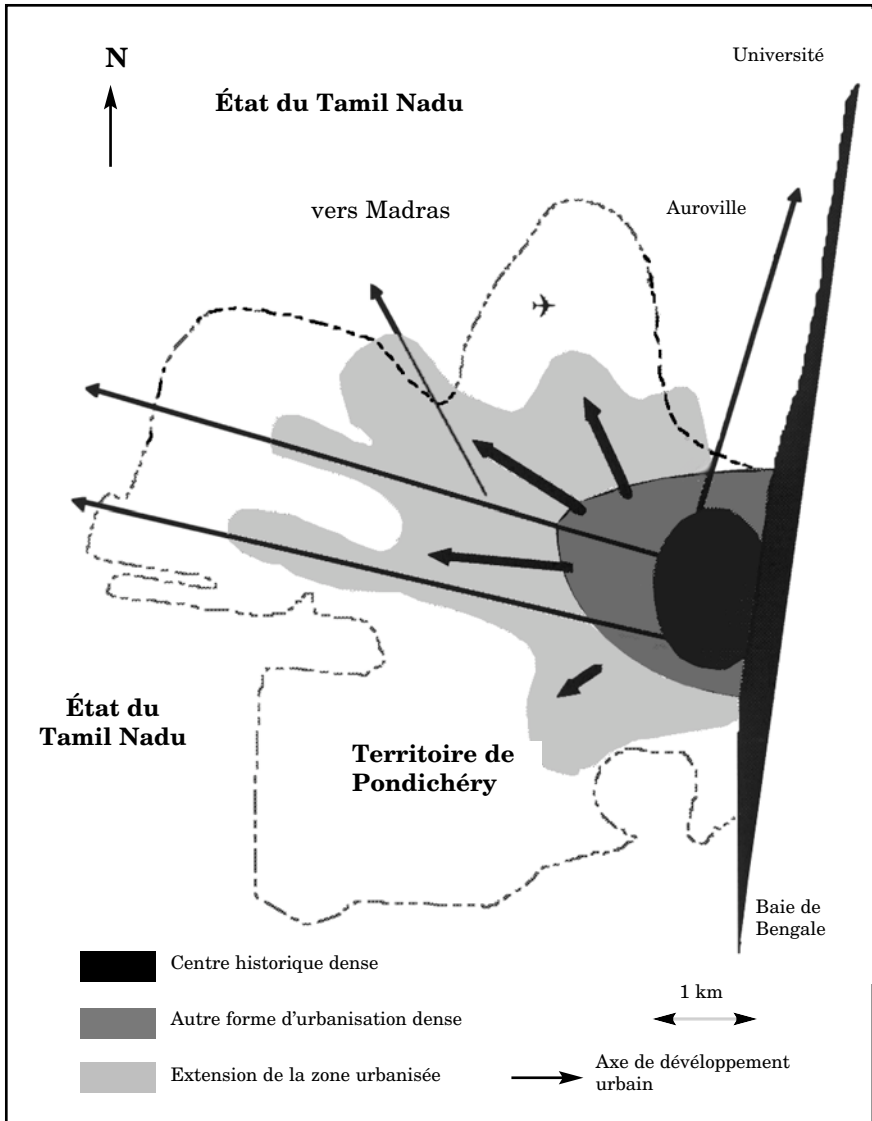 Université
N
État du Tamil Nadu
vers Madras
Auroville
État du
Tamil Nadu
Territoire de
Pondichéry
Baie de
Bengale
Centre historique dense
1 km
Autre forme d'urbanisation dense
Extension de la zone urbanisée
Axe de dévéloppement
urbain